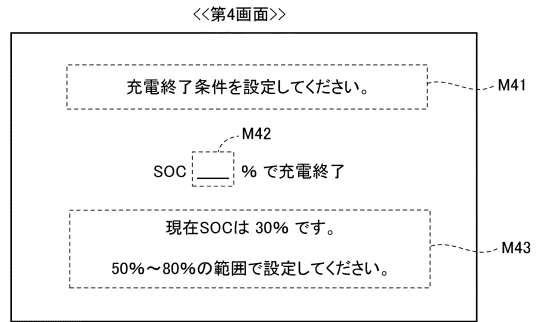 <<第4画面>>
充電終了条件を設定してください。
M41
M42
SOC ___ % で充電終了
現在SOCは 30% です。
50%～80%の範囲で設定してください。
M43